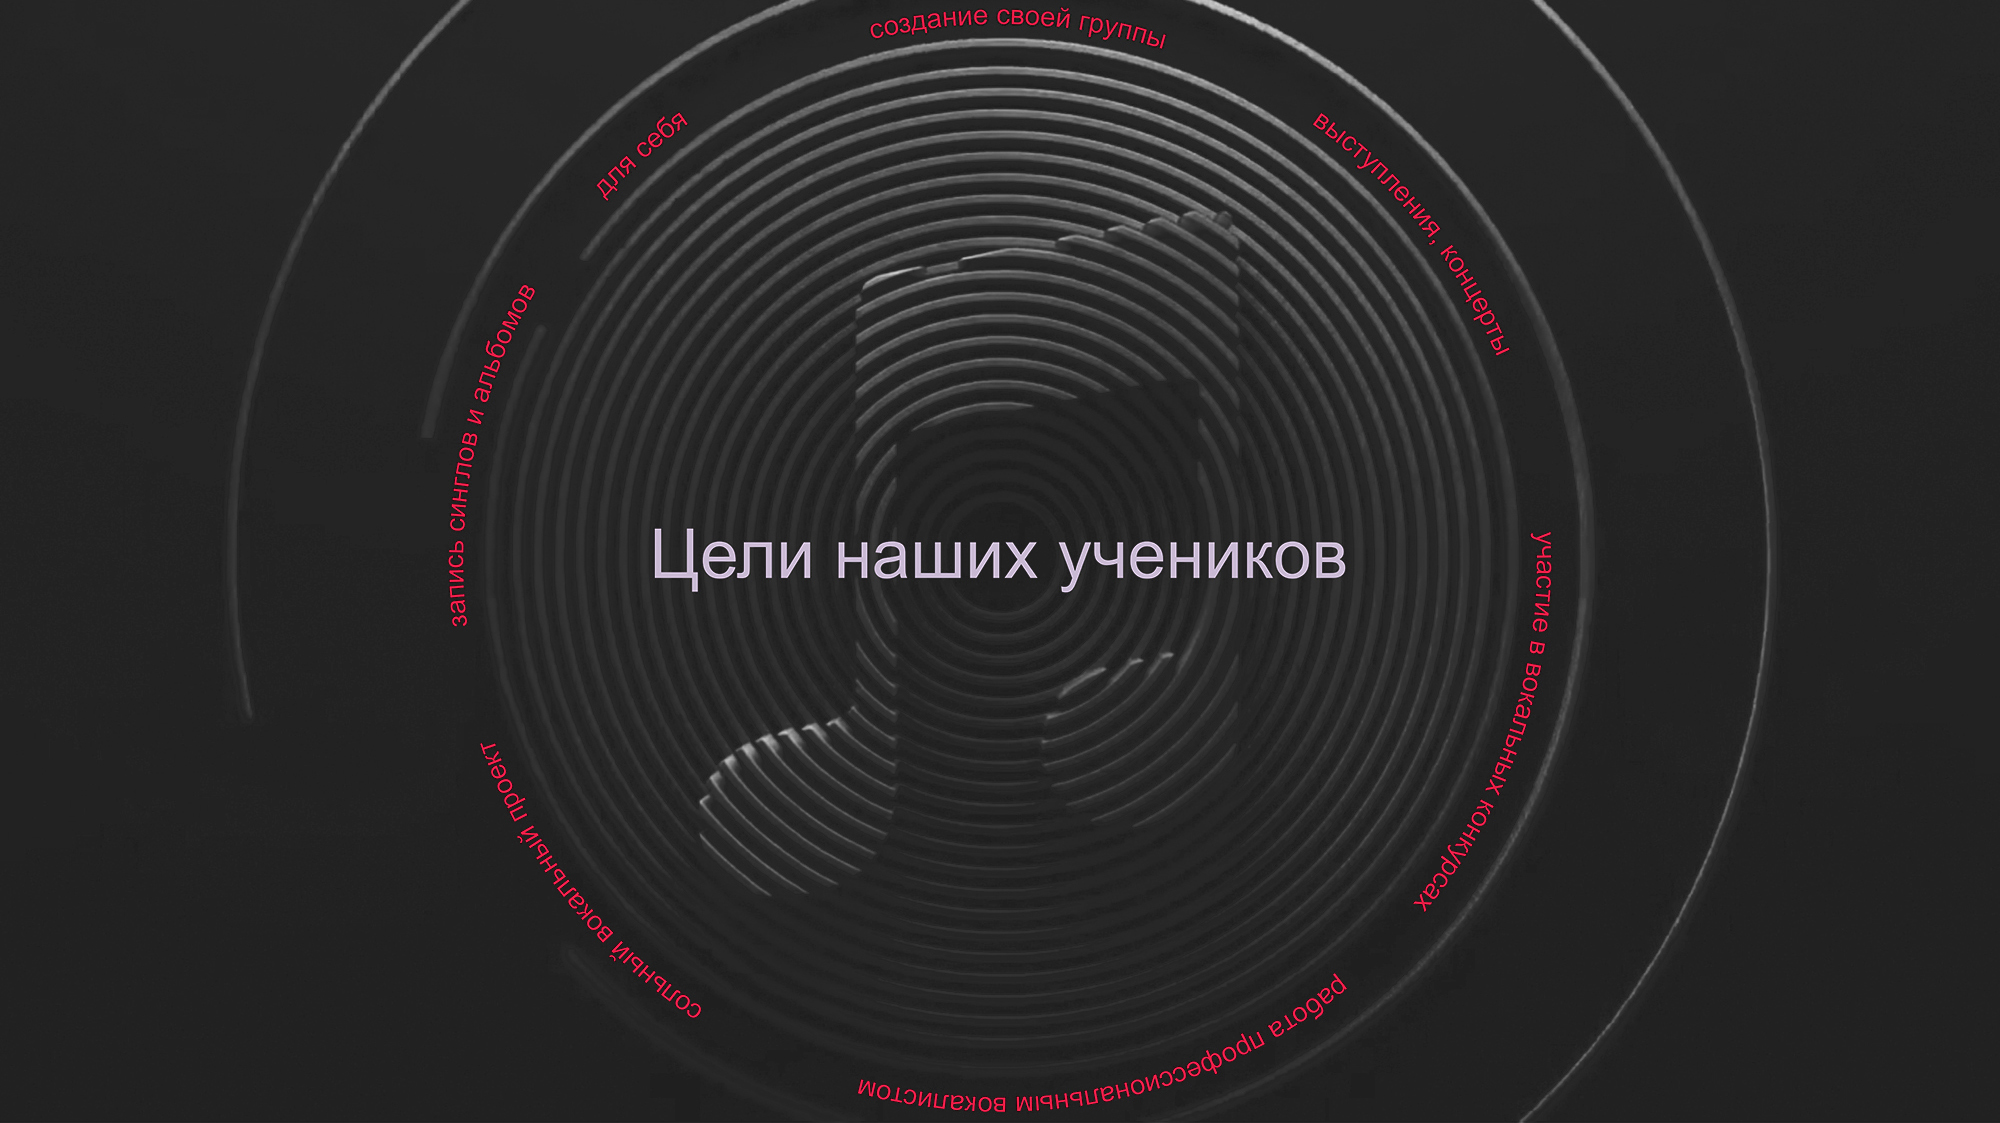 создание своей группы
выступления, концерты
участие в вокальных конкурсах
работа профессиональным вокалистом
сольный вокальный проект
запись синглов и альбомов
для себя
Цели наших учеников